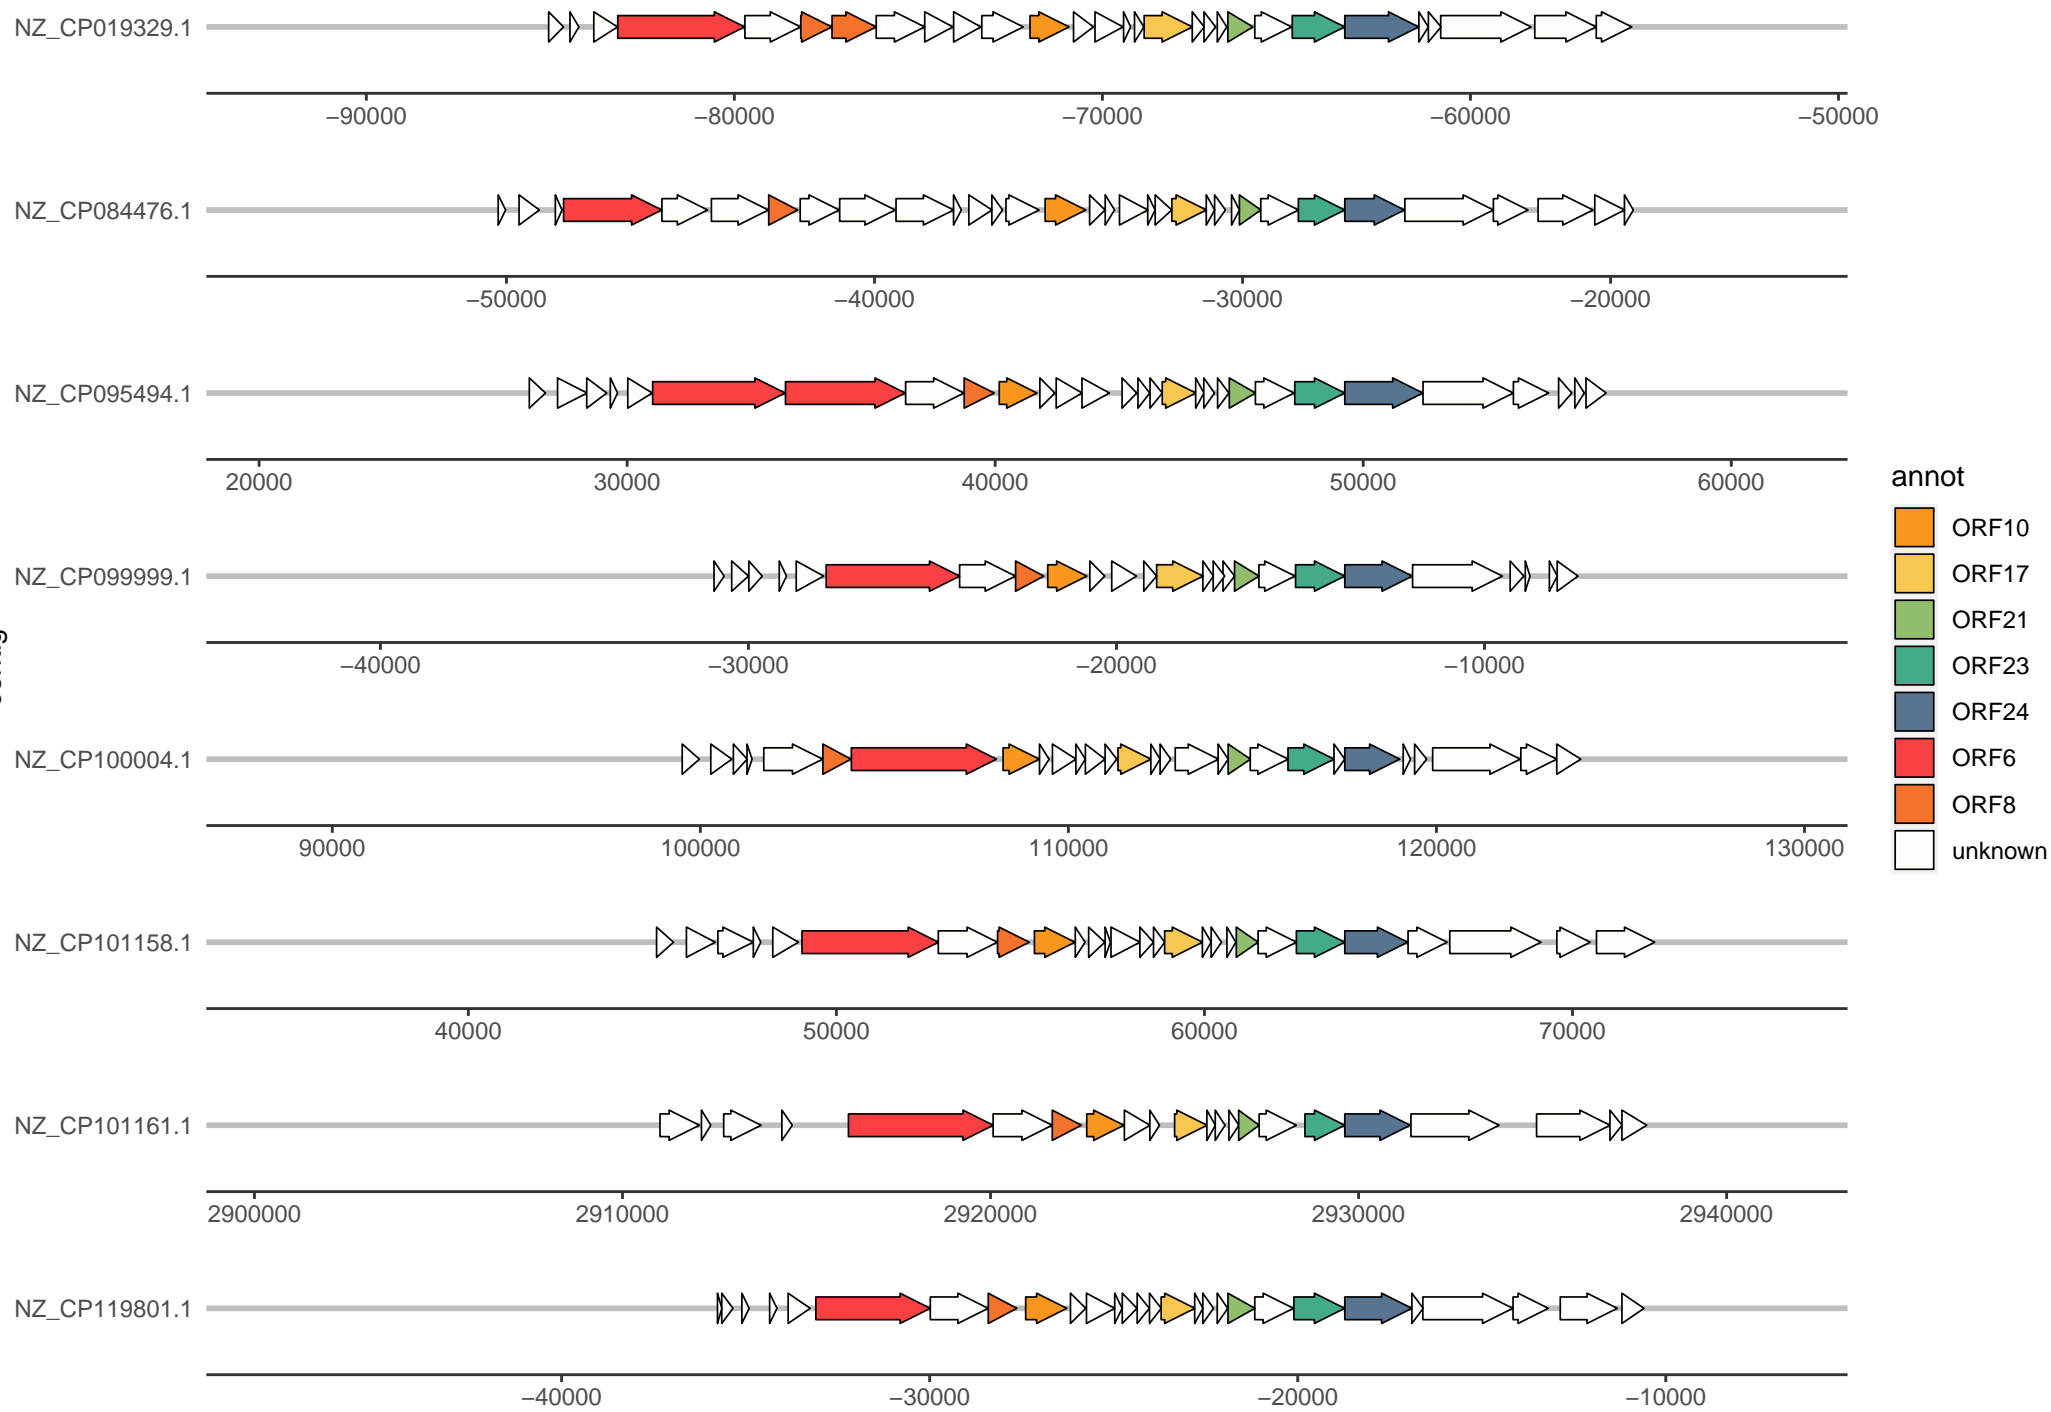 NZ_CP019329.1
−90000 −80000 −70000 −60000 −50000
NZ_CP084476.1
−50000 −40000 −30000 −20000
NZ_CP095494.1
20000 30000 40000 50000 60000
annot
ORF10
ORF17
ORF21
ORF23
ORF24
ORF6
ORF8
unknown
NZ_CP099999.1
−40000 −30000 −20000 −10000
NZ_CP100004.1
90000 100000 110000 120000 130000
NZ_CP101158.1
40000 50000 60000 70000
NZ_CP101161.1
2900000 2910000 2920000 2930000 2940000
NZ_CP119801.1
−40000 −30000 −20000 −10000